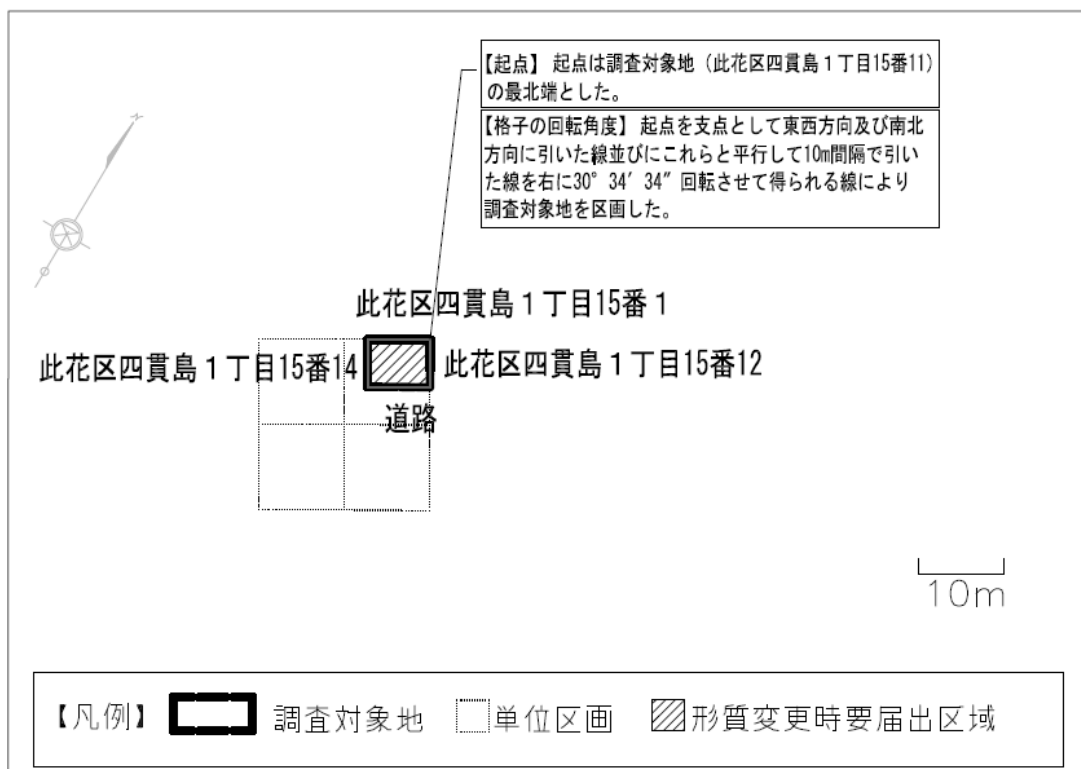 【起点】 起点は調査対象地（此花区四貫島１丁目15番11）
の最北端とした。
【格子の回転角度】 起点を支点として東西方向及び南北
方向に引いた線並びにこれらと平行して10m間隔で引い
た線を右に30°34′34″回転させて得られる線により
調査対象地を区画した。
N
此花区四貫島１丁目15番１
此花区四貫島１丁目15番14
此花区四貫島１丁目15番12
道路
10m
【凡例】 調査対象地 単位区画 形質変更時要届出区域